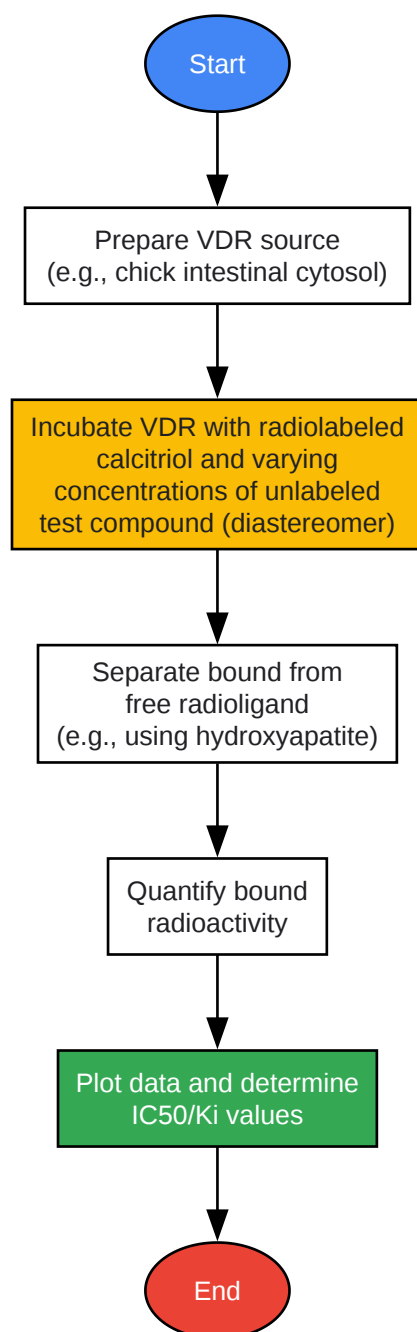 Start
Prepare VDR source
(e.g., chick intestinal cytosol)
Incubate VDR with radiolabeled
calcitriol and varying
concentrations of unlabeled
test compound (diastereomer)
Separate bound from
free radioligand
(e.g., using hydroxyapatite)
Quantify bound
radioactivity
Plot data and determine
IC50/Ki values
End